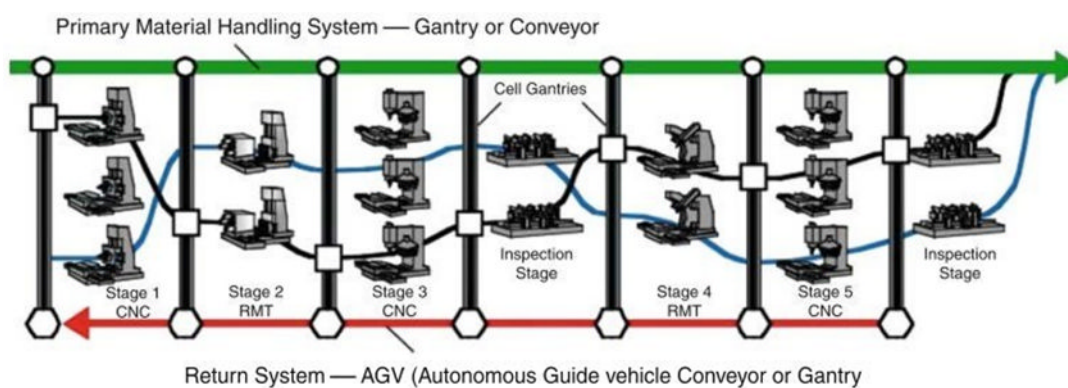 Primary Material Handling System — Gantry or Conveyor
Cell Gantries
Inspection
Stage
Inspection
Stage
Stage 1
CNC
Stage 2
RMT
Stage 3
CNC
Stage 4
RMT
Stage 5
CNC
Return System — AGV (Autonomous Guide vehicle Conveyor or Gantry